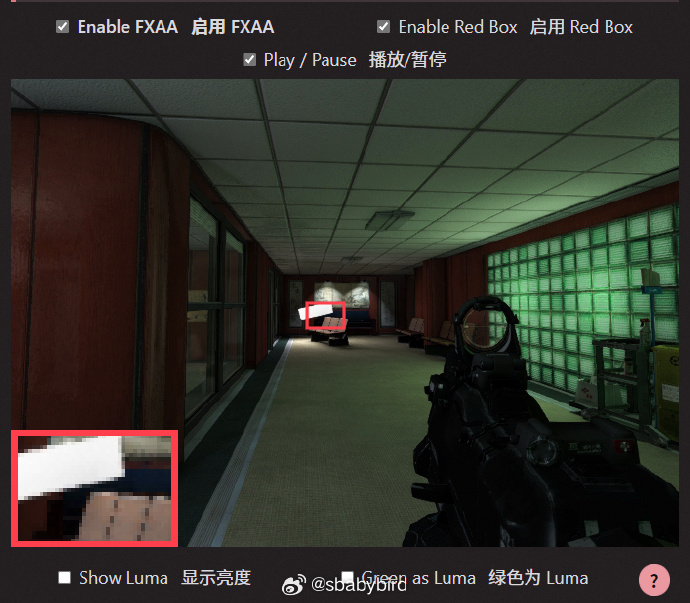 Enable FXAA 启用 FXAA
Enable Red Box 启用 Red Box
Play / Pause 播放/暂停
Show Luma 显示亮度
Green as Luma 绿色为 Luma
?
@sbabybird